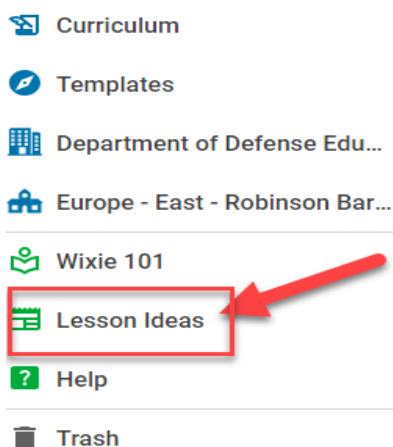 Curriculum
Templates
Department of Defense Edu...
Europe - East - Robinson Bar...
Wixie 101
Lesson Ideas
? Help
Trash